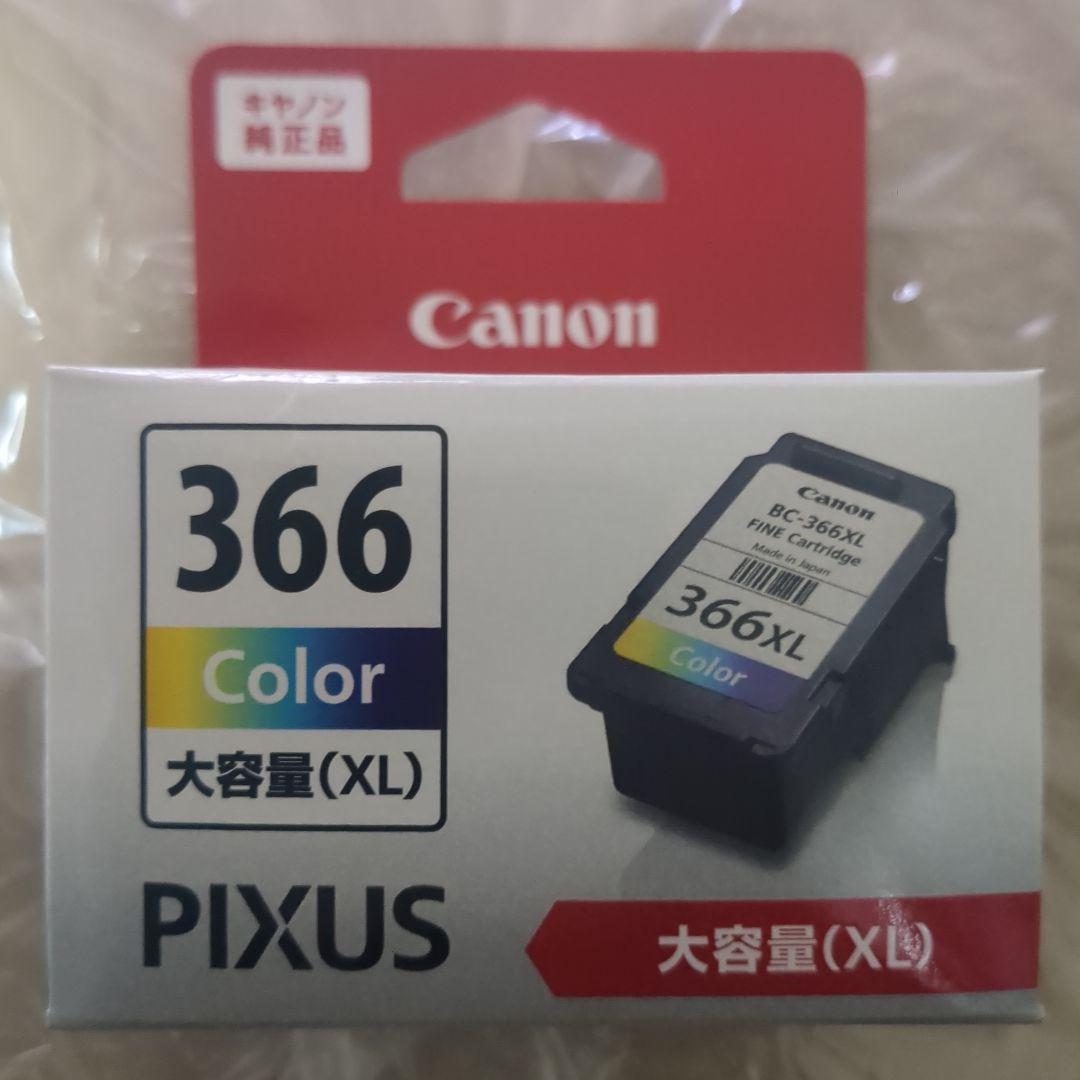 キヤノン
純正品
Canon
366
Color
大容量(XL)
PIXUS
Canon
BC-366XL
FINE Cartridge
Made in Japan
366XL
Color
大容量(XL)